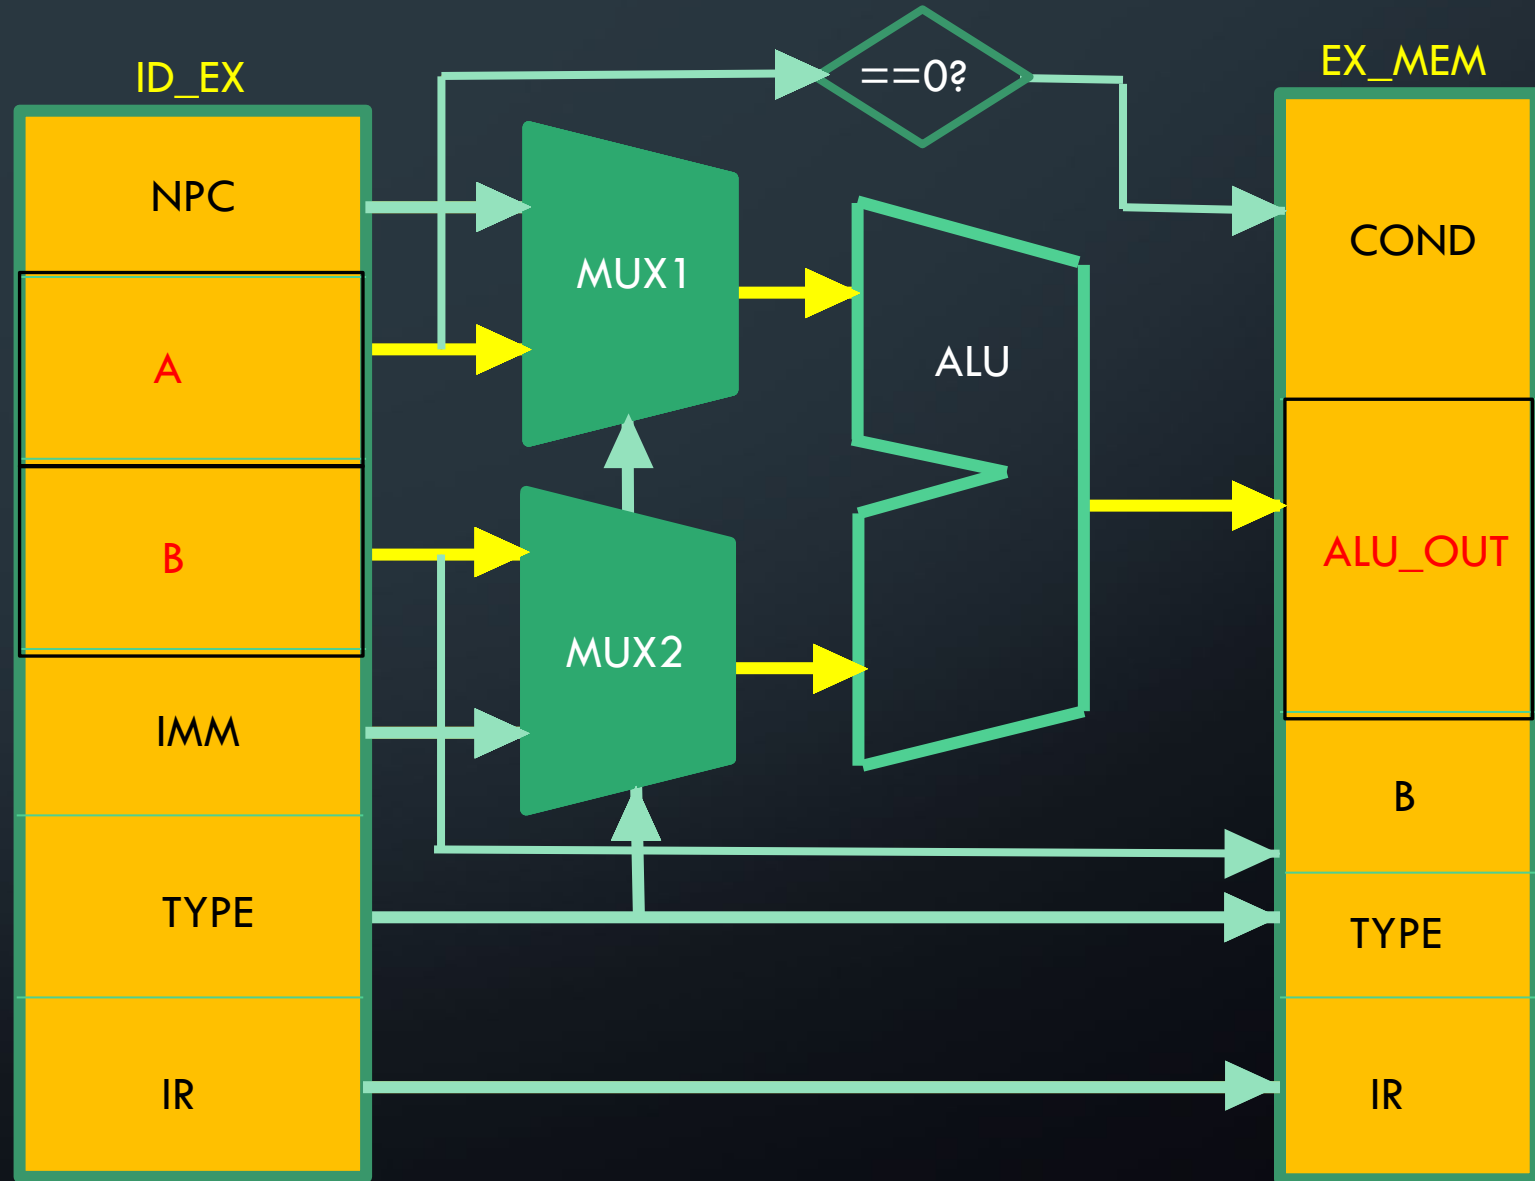 ID_EX
NPC
A
B
IMM
TYPE
IR
==0?
MUX1
MUX2
ALU
EX_MEM
COND
ALU_OUT
B
TYPE
IR